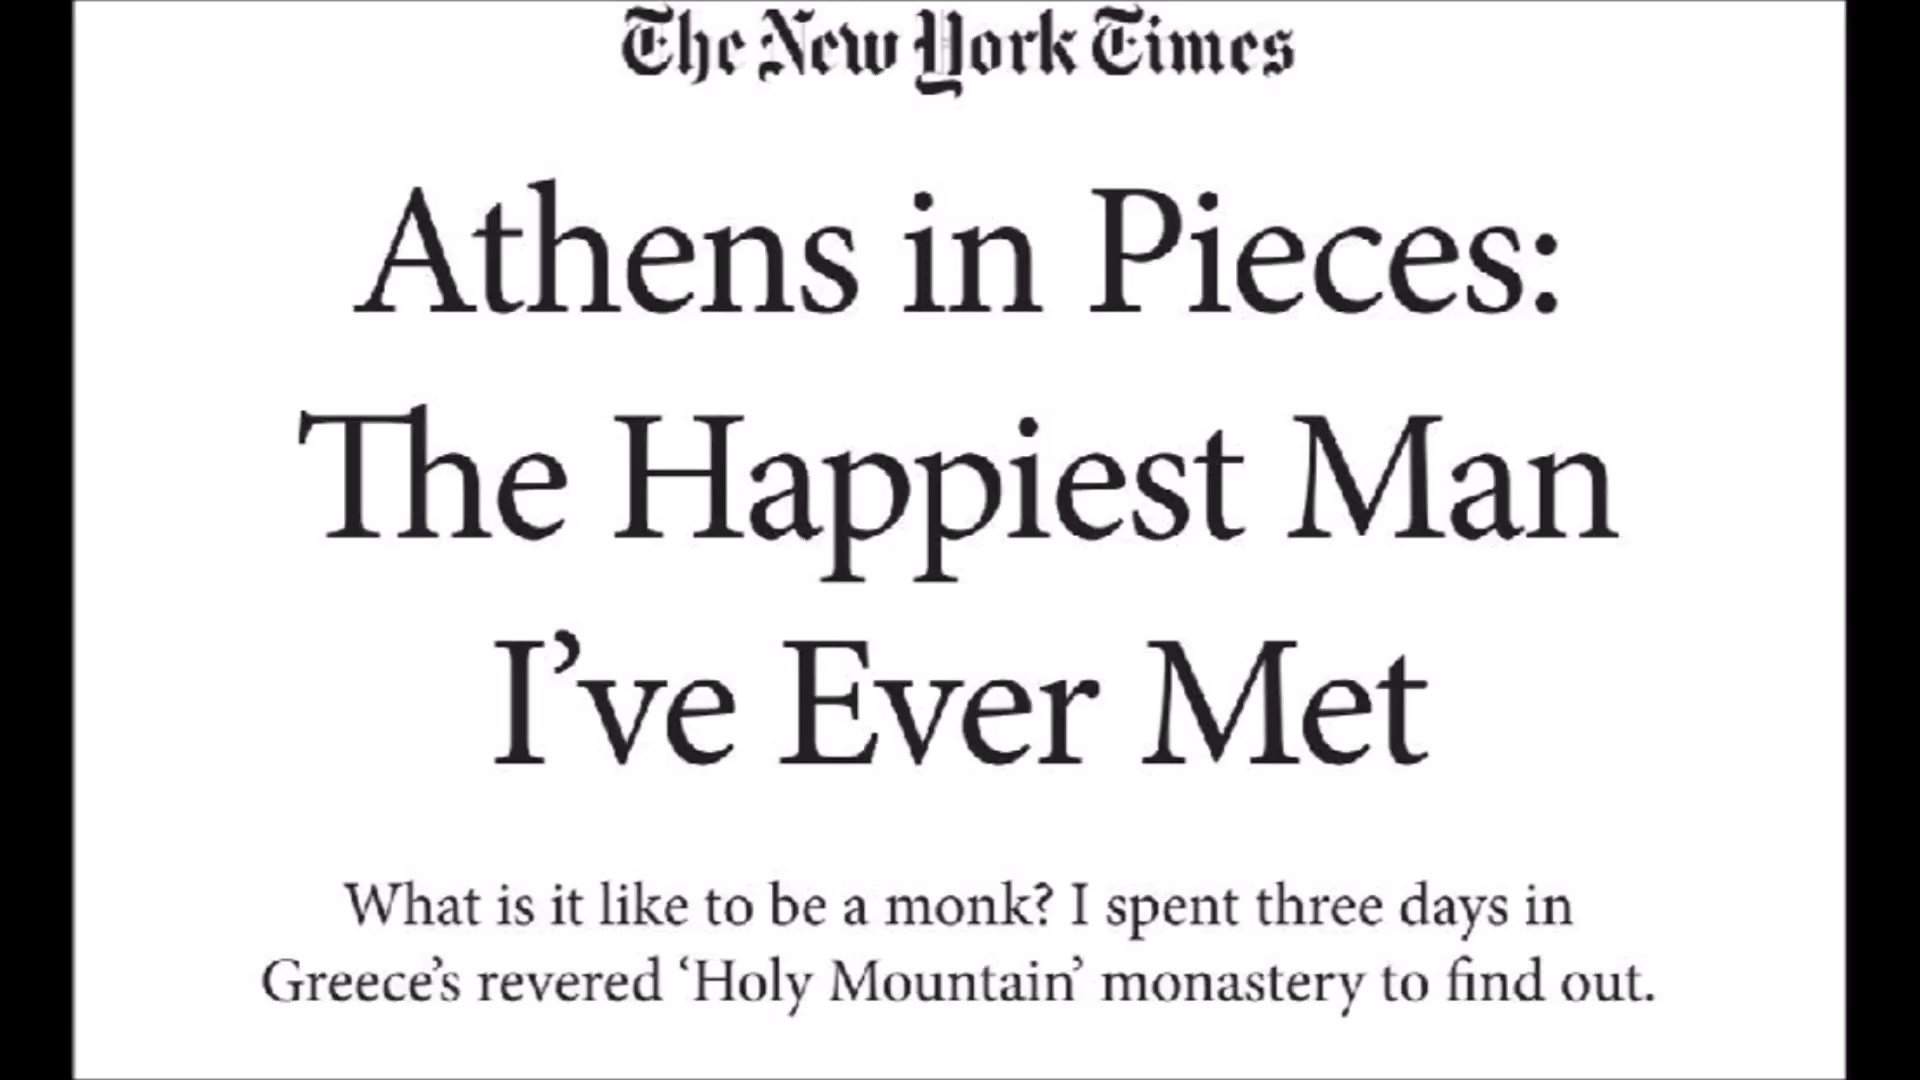 The New York Times
Athens in Pieces:
The Happiest Man
I’ve Ever Met
What is it like to be a monk? I spent three days in
Greece’s revered ‘Holy Mountain’ monastery to find out.